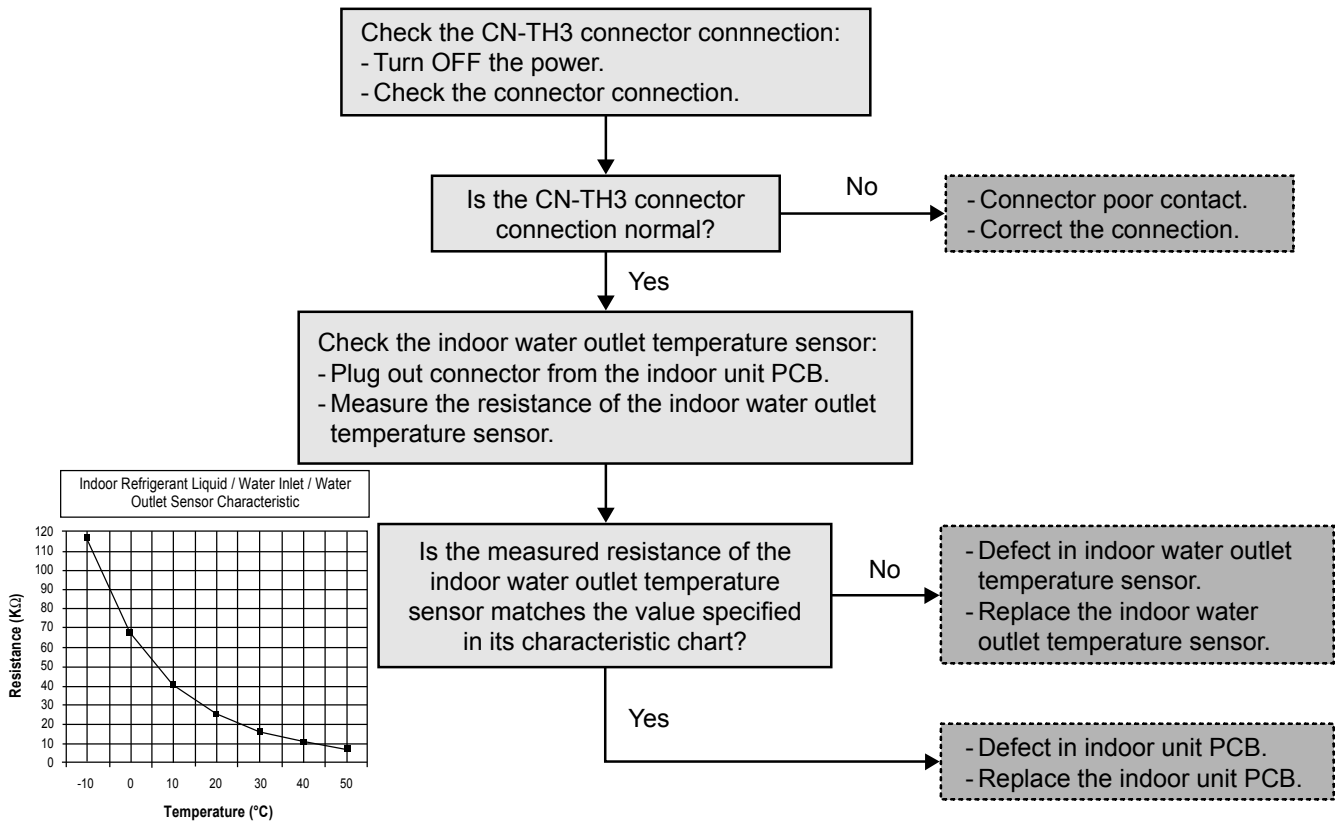 Check the CN-TH3 connector connnection:
- Turn OFF the power.
- Check the connector connection.
Is the CN-TH3 connector
connection normal?
No
- Connector poor contact.
- Correct the connection.
Yes
Check the indoor water outlet temperature sensor:
- Plug out connector from the indoor unit PCB.
- Measure the resistance of the indoor water outlet
temperature sensor.
Indoor Refrigerant Liquid / Water Inlet / Water
Outlet Sensor Characteristic
120
110
100
90
80
70
60
50
40
30
20
10
0
Resistance (KΩ)
-10 0 10 20 30 40 50
Temperature (°C)
Is the measured resistance of the
indoor water outlet temperature
sensor matches the value specified
in its characteristic chart?
No
- Defect in indoor water outlet
temperature sensor.
- Replace the indoor water
outlet temperature sensor.
Yes
- Defect in indoor unit PCB.
- Replace the indoor unit PCB.